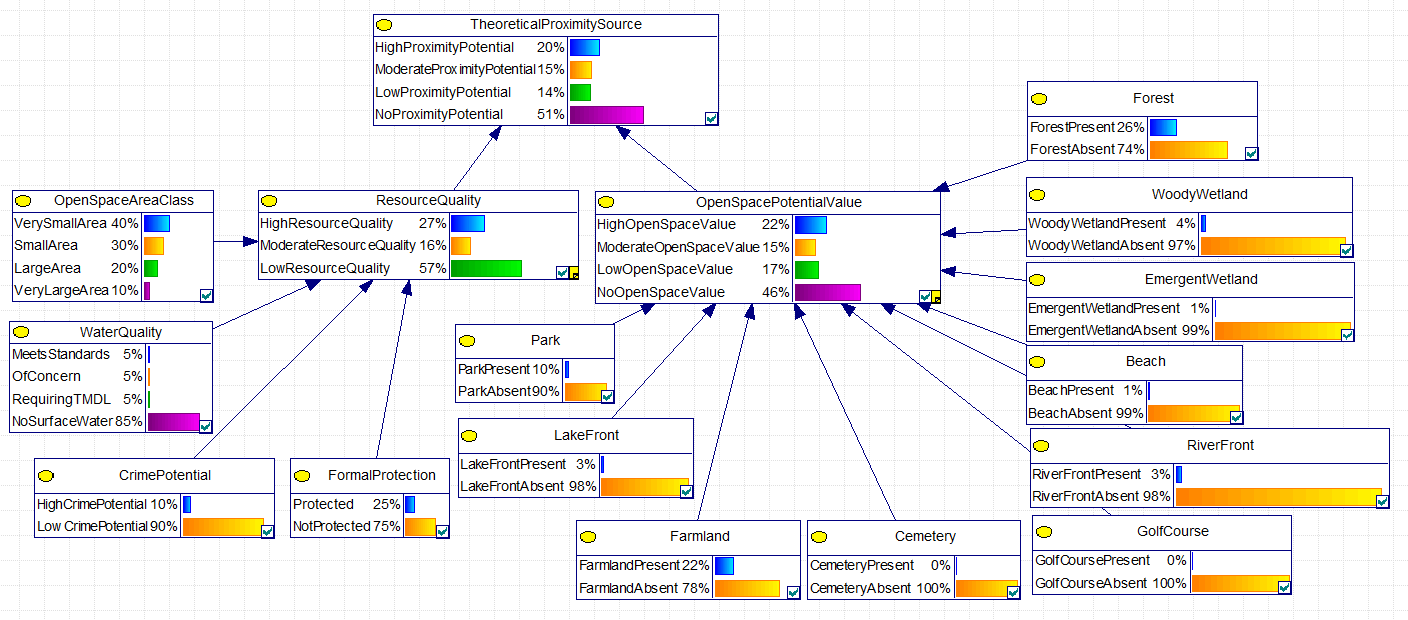 TheoreticalProximitySource
HighProximityPotential 20%
ModerateProximityPotential 15%
LowProximityPotential 14%
NoProximityPotential 51%
Forest
ForestPresent 26%
ForestAbsent 74%
OpenSpaceAreaClass
VerySmallArea 40%
SmallArea 30%
LargeArea 20%
VeryLargeArea 10%
ResourceQuality
HighResourceQuality 27%
ModerateResourceQuality 16%
LowResourceQuality 57%
OpenSpacePotentialValue
HighOpenSpaceValue 22%
ModerateOpenSpaceValue 15%
LowOpenSpaceValue 17%
NoOpenSpaceValue 46%
WoodyWetland
WoodyWetlandPresent 4%
WoodyWetlandAbsent 97%
EmergentWetland
EmergentWetlandPresent 1%
EmergentWetlandAbsent 99%
WaterQuality
MeetsStandards 5%
OfConcern 5%
RequiringTMDL 5%
NoSurfaceWater 85%
Park
ParkPresent 10%
ParkAbsent 90%
Beach
BeachPresent 1%
BeachAbsent 99%
LakeFront
LakeFrontPresent 3%
LakeFrontAbsent 98%
RiverFront
RiverFrontPresent 3%
RiverFrontAbsent 98%
CrimePotential
HighCrimePotential 10%
Low CrimePotential 90%
FormalProtection
Protected 25%
NotProtected 75%
Farmland
FarmlandPresent 22%
FarmlandAbsent 78%
Cemetery
CemeteryPresent 0%
CemeteryAbsent 100%
GolfCourse
GolfCoursePresent 0%
GolfCourseAbsent 100%